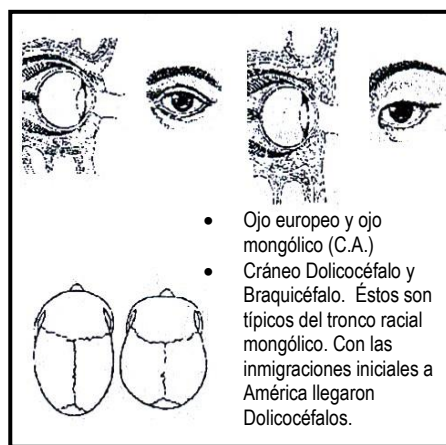 • Ojo europeo y ojo
mongólico (C.A.)
• Cráneo Dolicocéfalo y
Braquicéfalo. Éstos son
típicos del tronco racial
mongólico. Con las
inmigraciones iniciales a
América llegaron
Dolicocéfalos.